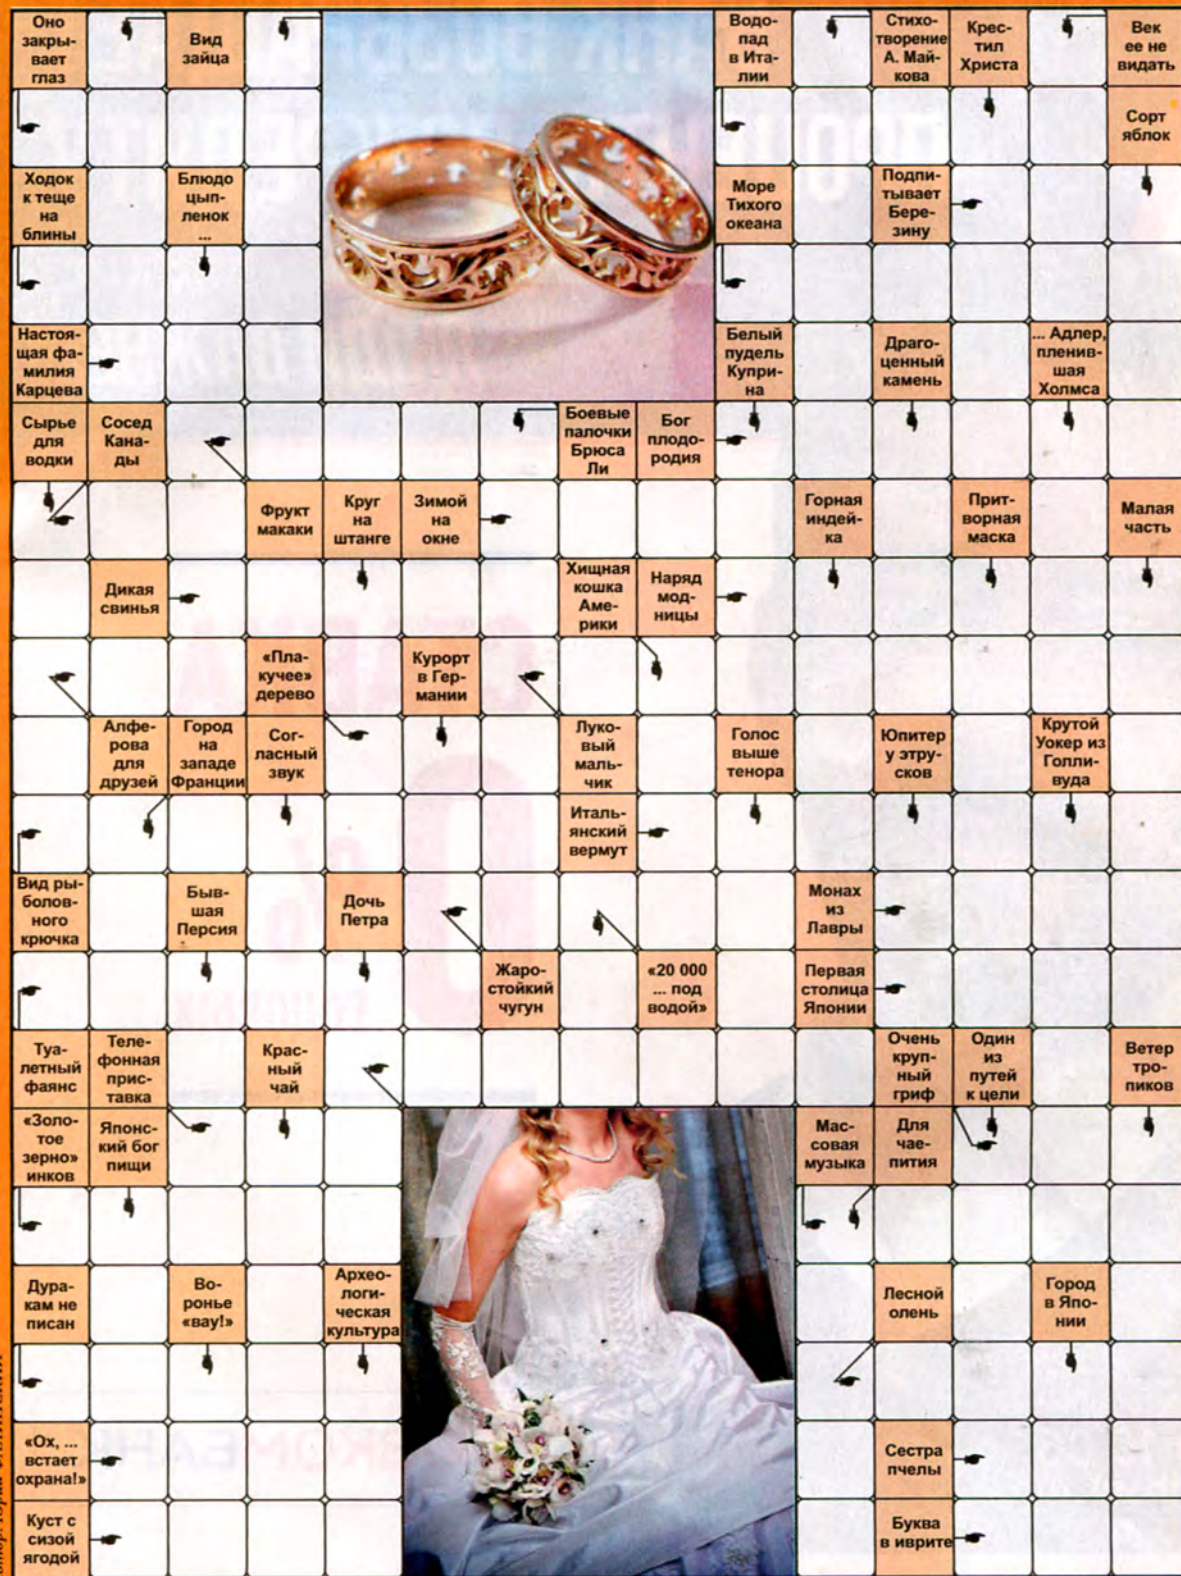 Оно
закры-
вает
глаз
Вид
зайца
Водо-
пад
в Ита-
лии
Стихо-
творение
А. Май-
кова
Крес-
тил
Христа
Век
ее не
видать
Сорт
яблок
Ходок
к теще
на
блины
Блюдо
цып-
ленок
...
Море
Тихого
океана
Подпи-
тывает
Бере-
зину
Настоя-
щая фа-
милия
Карцева
Белый
пудель
Купри-
на
Драго-
ценный
камень
... Адлер,
пленив-
шая
Холмса
Сырье
для
водки
Сосед
Кана-
ды
Боевые
палочки
Брюса
Ли
Бог
плодо-
родия
Фрукт
макаки
Круг
на
штанге
Зимой
на
окне
Горная
индей-
ка
Прит-
ворная
маска
Малая
часть
Дикая
свинья
Хищная
кошка
Аме-
рики
Наряд
мод-
ницы
«Пла-
кучее»
дерево
Курорт
в Гер-
мании
Алфе-
рова
для
друзей
Город
на
западе
Франции
Сог-
ласный
звук
Луко-
вый
маль-
чик
Голос
выше
тенора
Юпитер
у этру-
сков
Крутой
Уокер из
Голли-
вуда
Италь-
янский
вермут
Вид ры-
болов-
ного
крючка
Быв-
шая
Персия
Дочь
Петра
Монах
из
Лавры
Жаро-
стойкий
чугун
«20 000
... под
водой»
Первая
столица
Японии
Туа-
летный
фаянс
Теле-
фонная
прис-
тавка
Крас-
ный
чай
Очень
круп-
ный
гриф
Один
из
путей
к цели
Ветер
тро-
пиков
«Золо-
тое
зерно»
инков
Японс-
кий бог
пищи
Мас-
совая
музыка
Для
чае-
пития
Дура-
кам не
писан
Во-
ронье
«вау!»
Архео-
логи-
ческая
культура
Лесной
олень
Город
в Япо-
нии
«Ох, ...
встает
охрана!»
Сестра
пчелы
Куст с
сизой
ягодой
Буква
в иврите